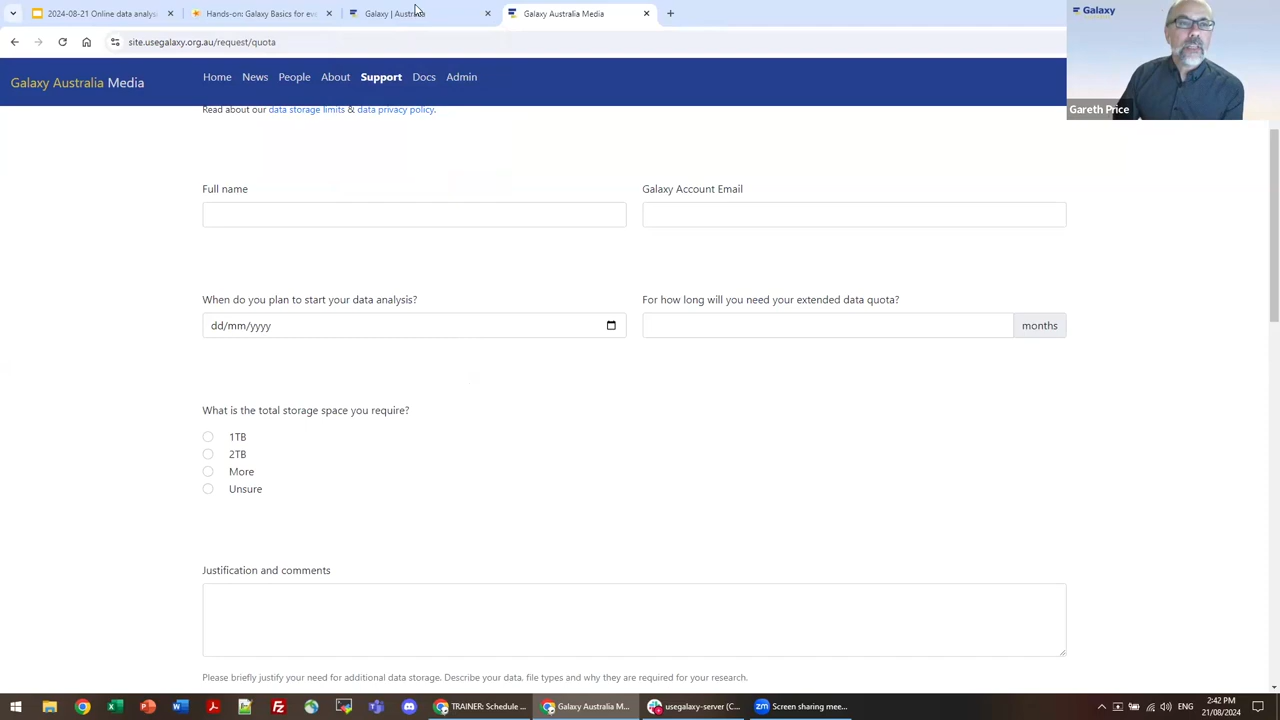 2024-08-21 Online data analysi
Hands-on: Galaxy Basics for eve
Galaxy | Australia
Galaxy Australia Media
site.usegalaxy.org.au/request/quota
Galaxy
Gareth Price
Galaxy Australia Media
Home News People About Support Docs Admin
Read about our data storage limits & data privacy policy.
Full name
Galaxy Account Email
When do you plan to start your data analysis?
For how long will you need your extended data quota?
dd/mm/yyyy
months
What is the total storage space you require?
1TB
2TB
More
Unsure
Justification and comments
Please briefly justify your need for additional data storage. Describe your data, file types and why they are required for your research.
TRAINER: Schedule ...
Galaxy Australia M...
usegalaxy-server (C...
Screen sharing mee...
2:42 PM
21/08/2024